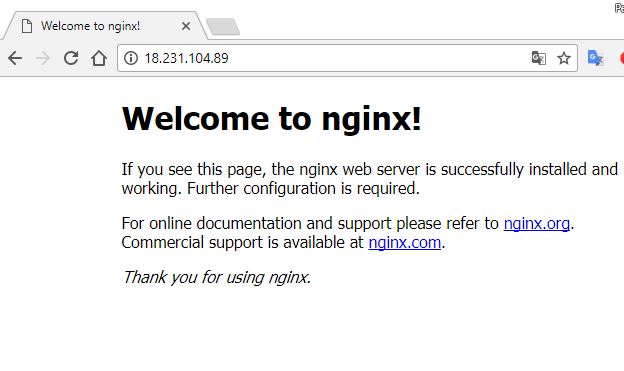 Welcome to nginx!
18.231.104.89
Welcome to nginx!
If you see this page, the nginx web server is successfully installed and
working. Further configuration is required.
For online documentation and support please refer to nginx.org.
Commercial support is available at nginx.com.
Thank you for using nginx.